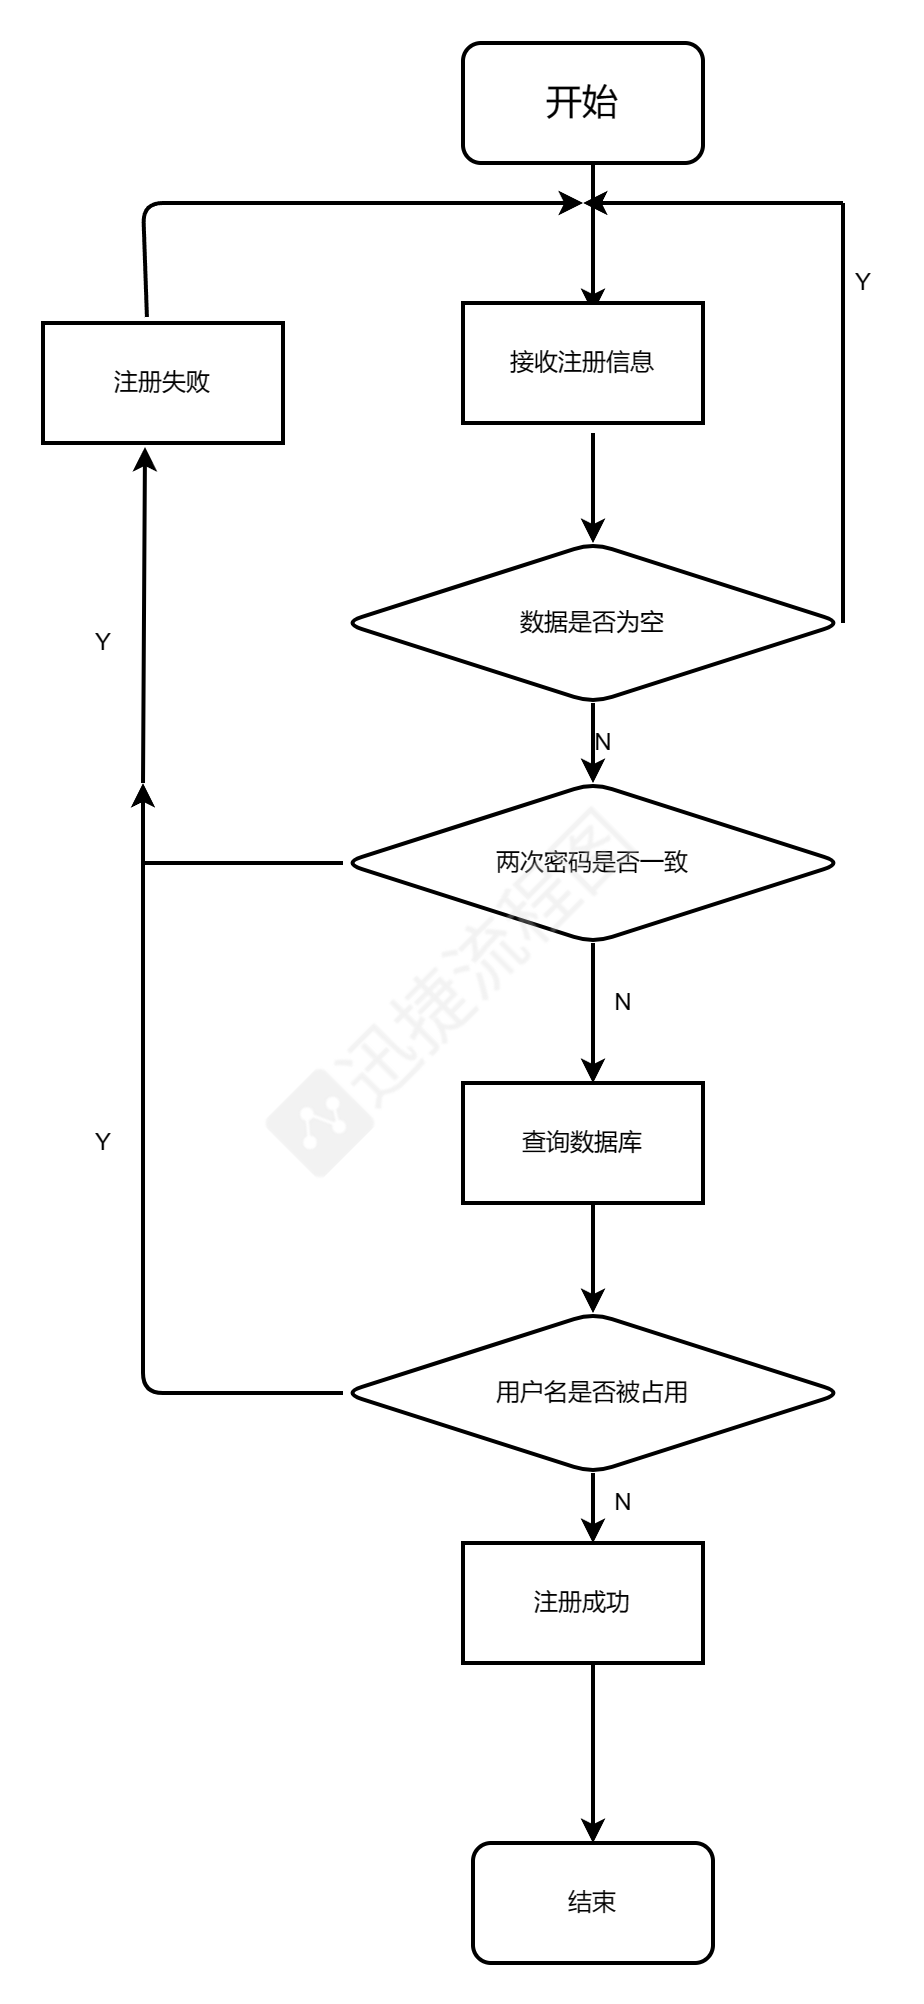 开始
Y
接收注册信息
注册失败
数据是否为空
Y
N
两次密码是否一致
迅捷流程图
N
查询数据库
Y
用户名是否被占用
N
注册成功
结束